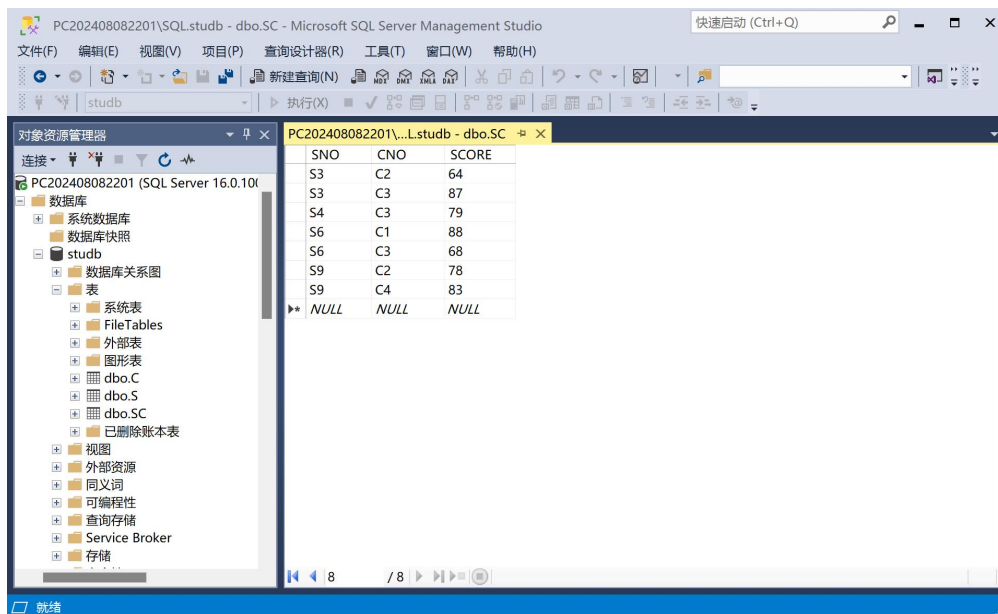 PC202408082201\SQL.studb - dbo.SC - Microsoft SQL Server Management Studio
快速启动 (Ctrl+Q)
文件(F) 编辑(E) 视图(V) 项目(P) 查询设计器(R) 工具(T) 窗口(W) 帮助(H)
新建查询(N) MDX DMX XMLA DAX
studb 执行(X)
对象资源管理器
PC202408082201\...L.studb - dbo.SC
连接
PC202408082201 (SQL Server 16.0.100
数据库
系统数据库
数据库快照
studb
数据库关系图
表
系统表
FileTables
外部表
图形表
dbo.C
dbo.S
dbo.SC
已删除账本表
视图
外部资源
同义词
可编程性
查询存储
Service Broker
存储
SNO CNO SCORE
S3 C2 64
S3 C3 87
S4 C3 79
S6 C1 88
S6 C3 68
S9 C2 78
S9 C4 83
NULL NULL NULL
8 / 8
就绪